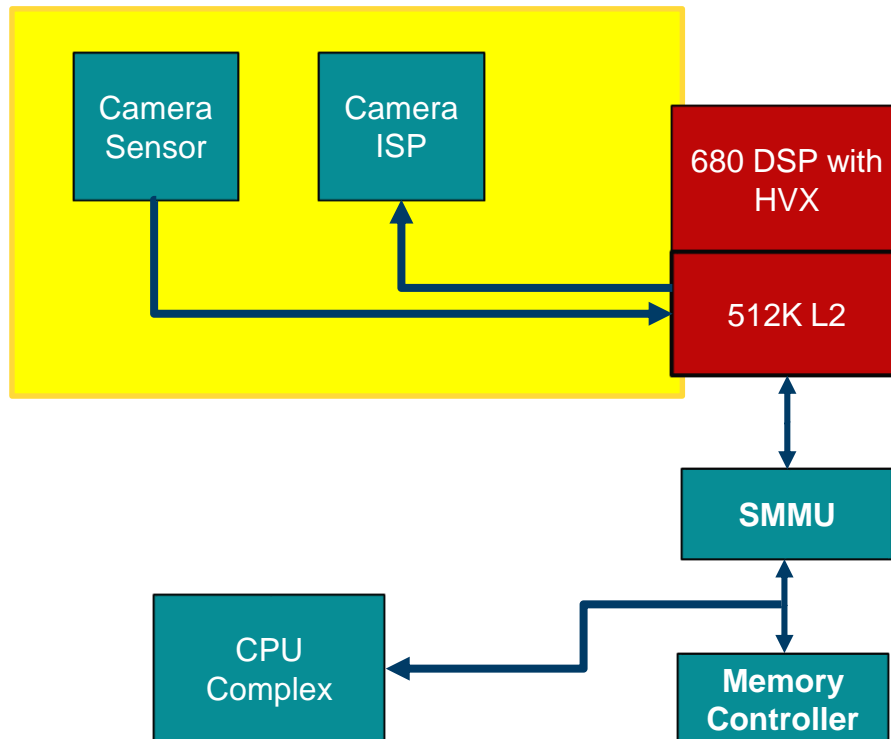 Camera
Sensor
Camera
ISP
680 DSP with
HVX
512K L2
SMMU
CPU
Complex
Memory
Controller